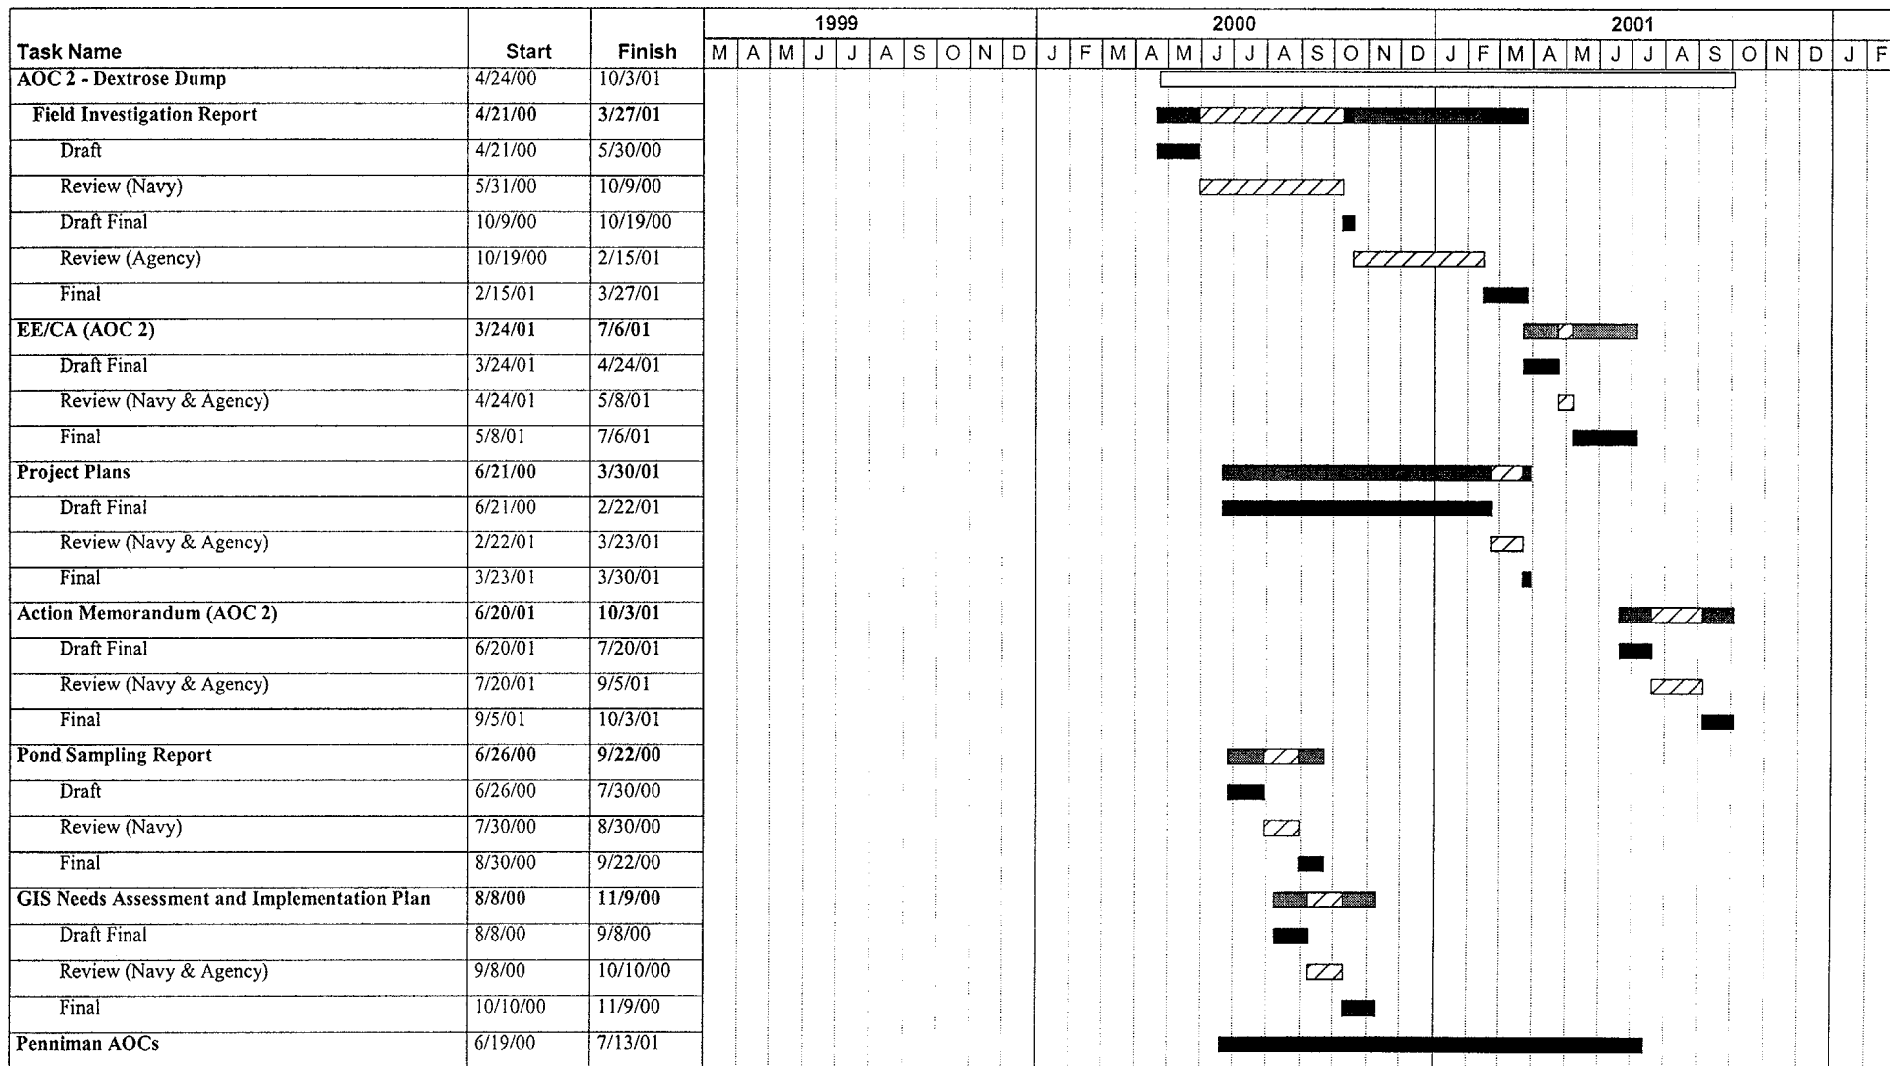 1999 2000 2001
Task Name Start Finish M A M J J A S O N D J F M A M J J A S O N D J F M A M J J A S O N D J F
AOC 2 - Dextrose Dump 4/24/00 10/3/01
Field Investigation Report 4/21/00 3/27/01
Draft 4/21/00 5/30/00
Review (Navy) 5/31/00 10/9/00
Draft Final 10/9/00 10/19/00
Review (Agency) 10/19/00 2/15/01
Final 2/15/01 3/27/01
EE/CA (AOC 2) 3/24/01 7/6/01
Draft Final 3/24/01 4/24/01
Review (Navy & Agency) 4/24/01 5/8/01
Final 5/8/01 7/6/01
Project Plans 6/21/00 3/30/01
Draft Final 6/21/00 2/22/01
Review (Navy & Agency) 2/22/01 3/23/01
Final 3/23/01 3/30/01
Action Memorandum (AOC 2) 6/20/01 10/3/01
Draft Final 6/20/01 7/20/01
Review (Navy & Agency) 7/20/01 9/5/01
Final 9/5/01 10/3/01
Pond Sampling Report 6/26/00 9/22/00
Draft 6/26/00 7/30/00
Review (Navy) 7/30/00 8/30/00
Final 8/30/00 9/22/00
GIS Needs Assessment and Implementation Plan 8/8/00 11/9/00
Draft Final 8/8/00 9/8/00
Review (Navy & Agency) 9/8/00 10/10/00
Final 10/10/00 11/9/00
Penniman AOCs 6/19/00 7/13/01